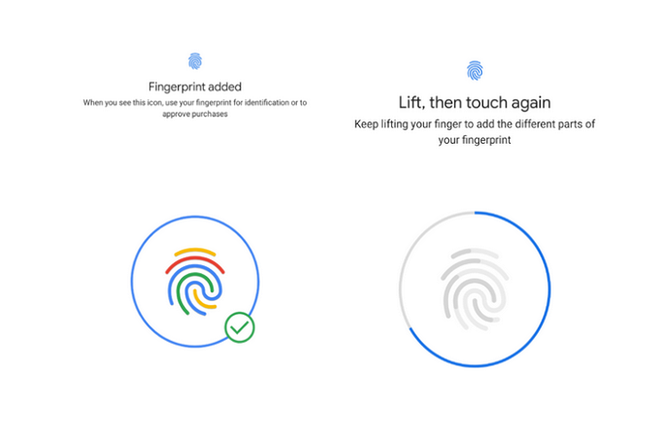 Fingerprint added
When you see this icon, use your fingerprint for identification or to
approve purchases
Lift, then touch again
Keep lifting your finger to add the different parts of
your fingerprint